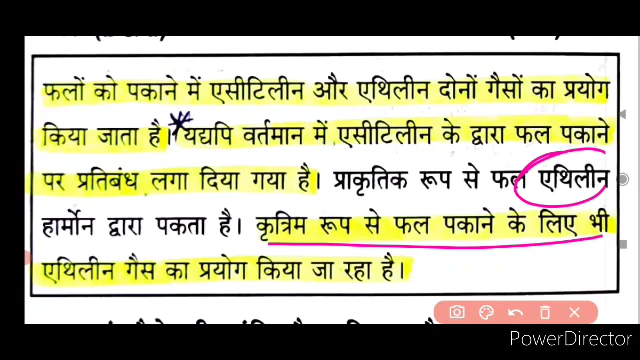 फलों को पकाने में एसीटिलीन और एथिलीन दोनों गैसों का प्रयोग
किया जाता है। यद्यपि वर्तमान में एसीटिलीन के द्वारा फल पकाने
पर प्रतिबंध लगा दिया गया है। प्राकृतिक रूप से फल एथिलीन
हार्मोन द्वारा पकता है। कृत्रिम रूप से फल पकाने के लिए भी
एथिलीन गैस का प्रयोग किया जा रहा है।
PowerDirector